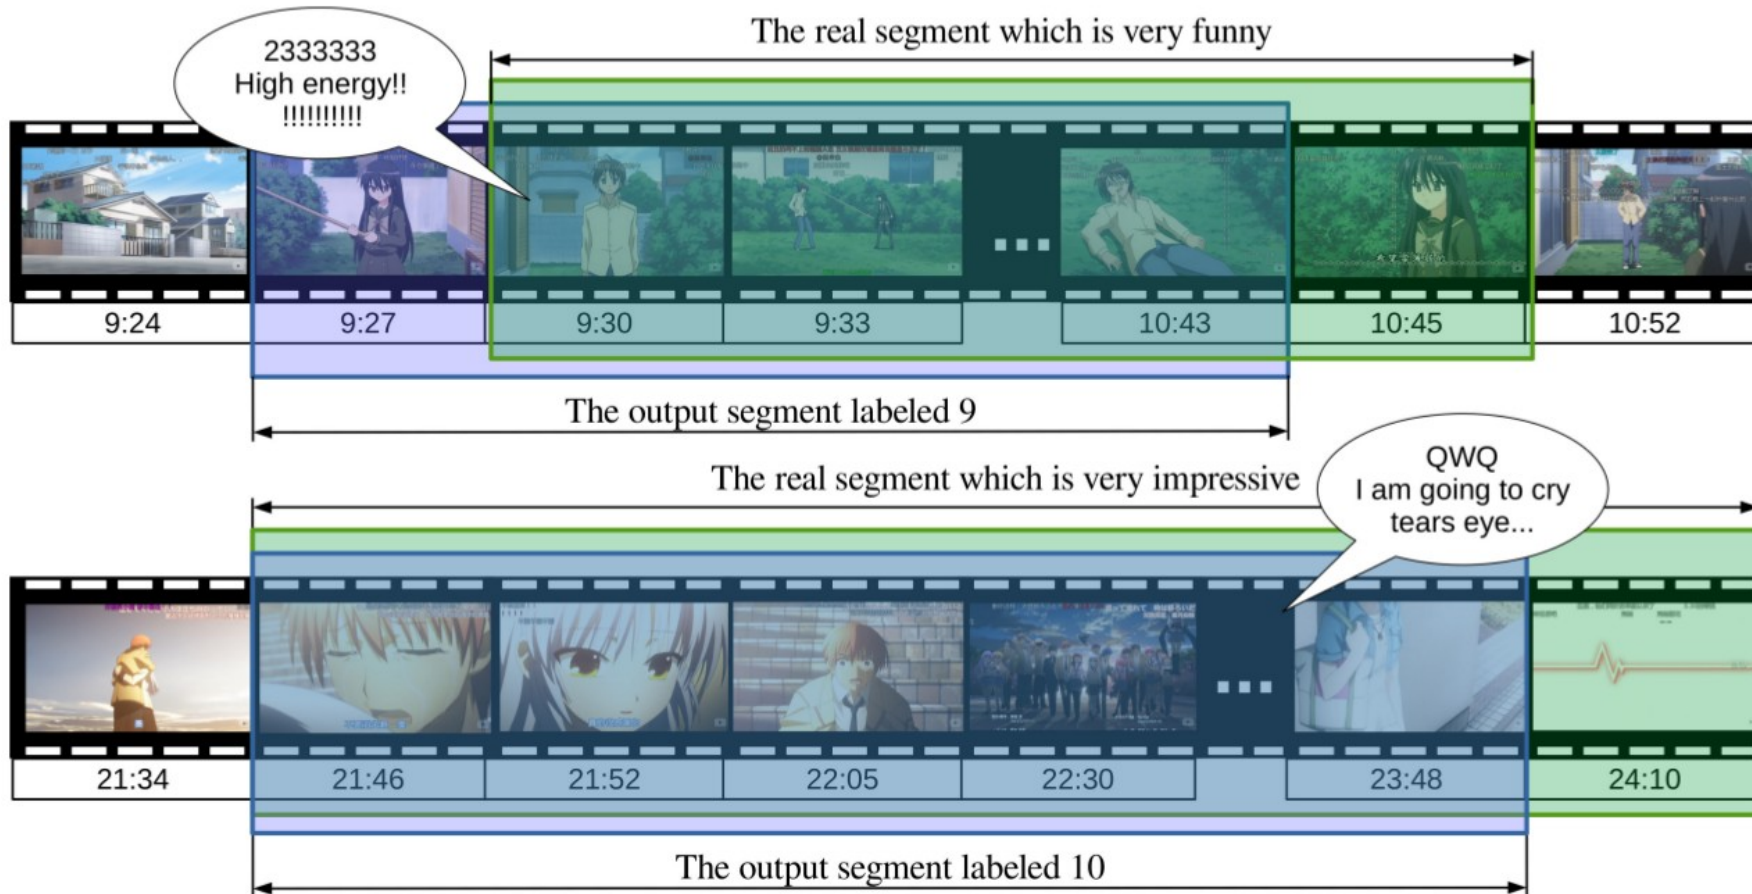 The real segment which is very funny
2333333
High energy!!
!!!!!!!!!!
9:24
9:27
9:30
9:33
10:43
10:45
10:52
The output segment labeled 9
The real segment which is very impressive
QWQ
I am going to cry
tears eye...
21:34
21:46
21:52
22:05
22:30
23:48
24:10
The output segment labeled 10